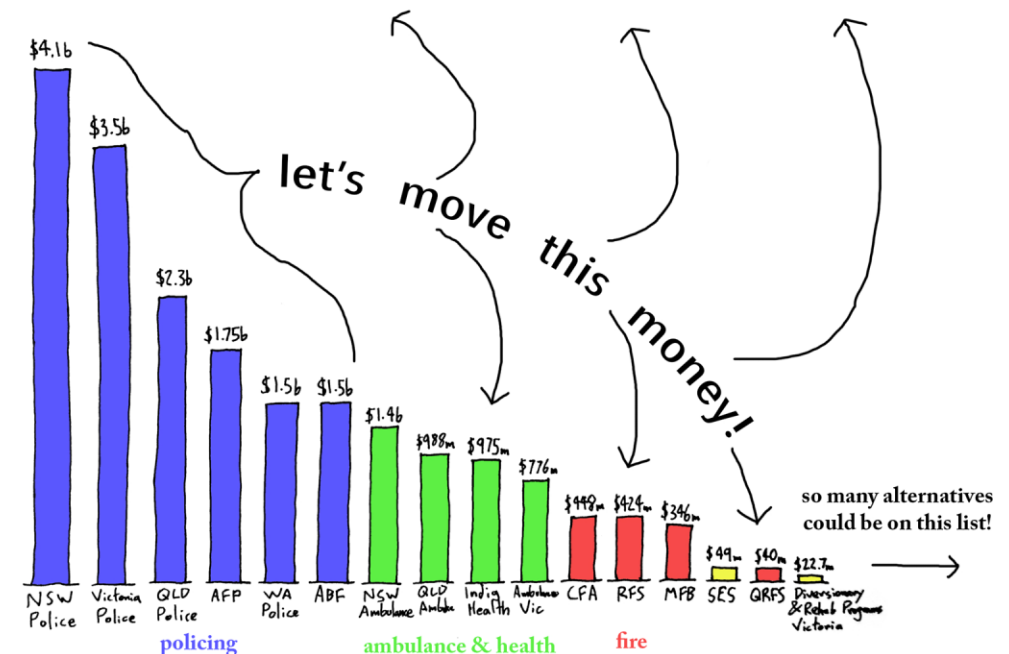 $4.1b
$3.5b
$2.3b
$1.75b
$1.5b
$1.5b
$1.4b
$988m
$975m
$776m
$448m
$424m
$346m
$49m
$40m
$22.7m
let's move this money!
so many alternatives
could be on this list!
NSW
Police
Victoria
Police
QLD
Police
AFP
WA
Police
ABF
NSW
Ambulance
QLD
Indig
Health
Ambulance
Vic
CFA
RFS
MFB
SES
QRFS
Diversionary
& Rehab Programs
Victoria
policing
ambulance & health
fire